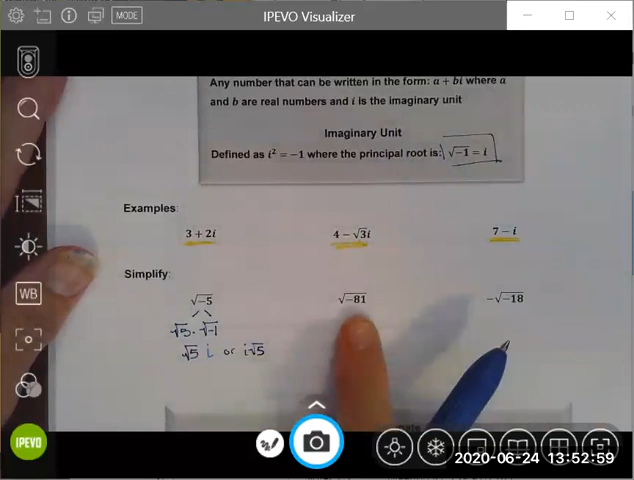 IPEVO Visualizer
MODE
Any number that can be written in the form: a + bi where a
and b are real numbers and i is the imaginary unit
Imaginary Unit
Defined as i² = −1 where the principal root is: √−1 = i
Examples:
3 + 2i 4 − √3i 7 − i
Simplify:
√−5 √−81 −√−18
√5 · √−1
√5 i or i√5
WB
IPEVO
2020-06-24 13:52:59